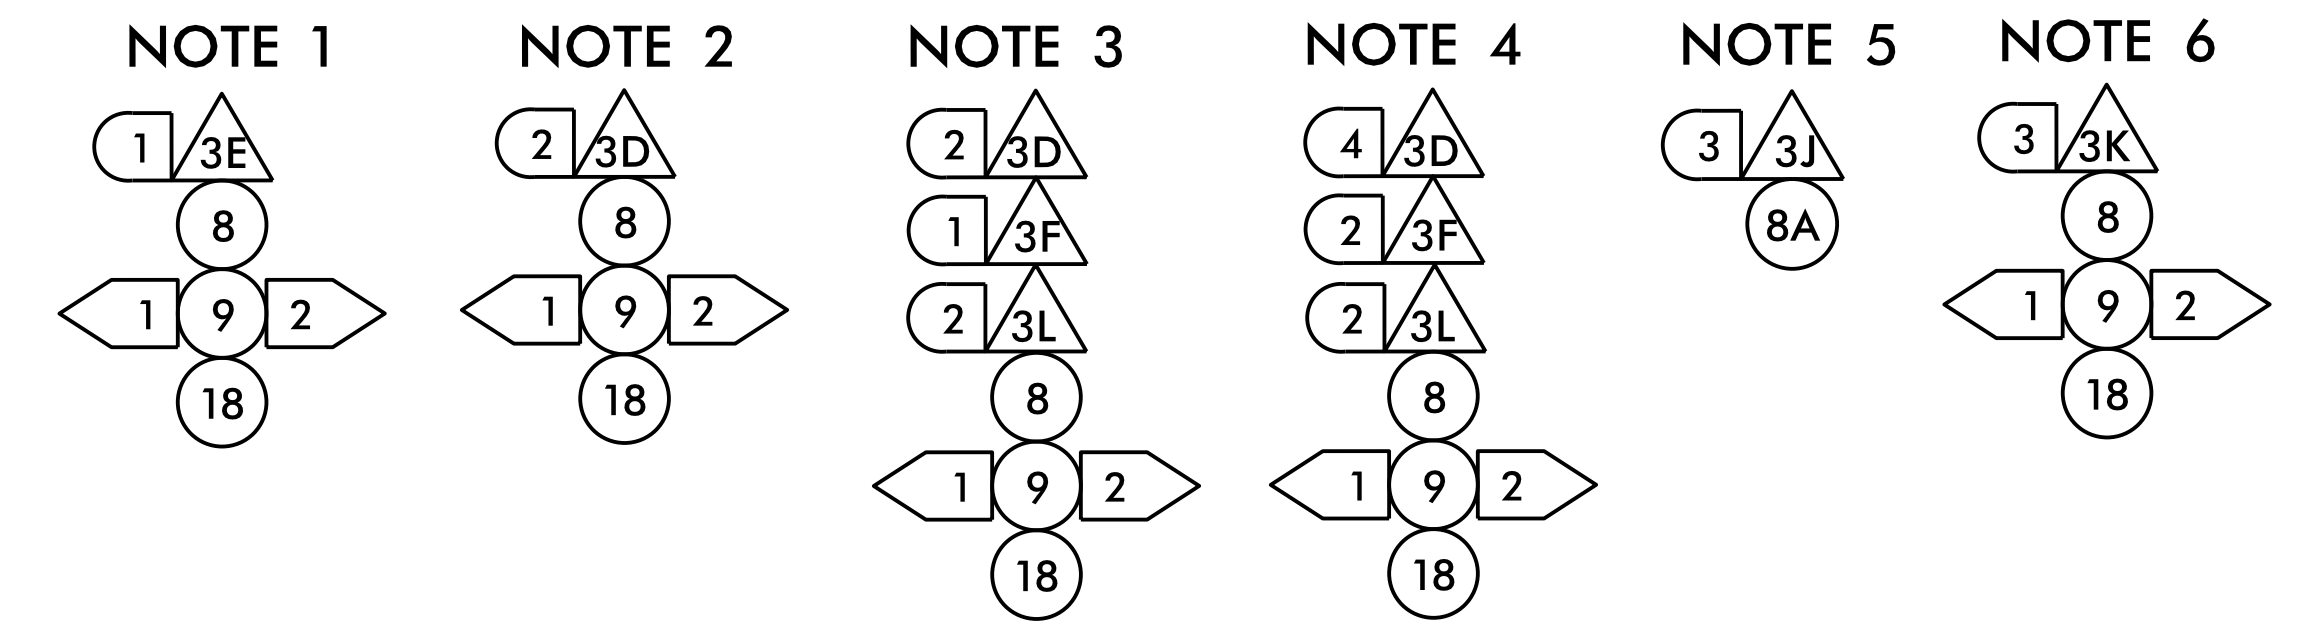 NOTE 1
1 3E
8
1 9 2
18
NOTE 2
2 3D
8
1 9 2
18
NOTE 3
2 3D
1 3F
2 3L
8
1 9 2
18
NOTE 4
4 3D
2 3F
2 3L
8
1 9 2
18
NOTE 5
3 3J
8A
NOTE 6
3 3K
8
1 9 2
18